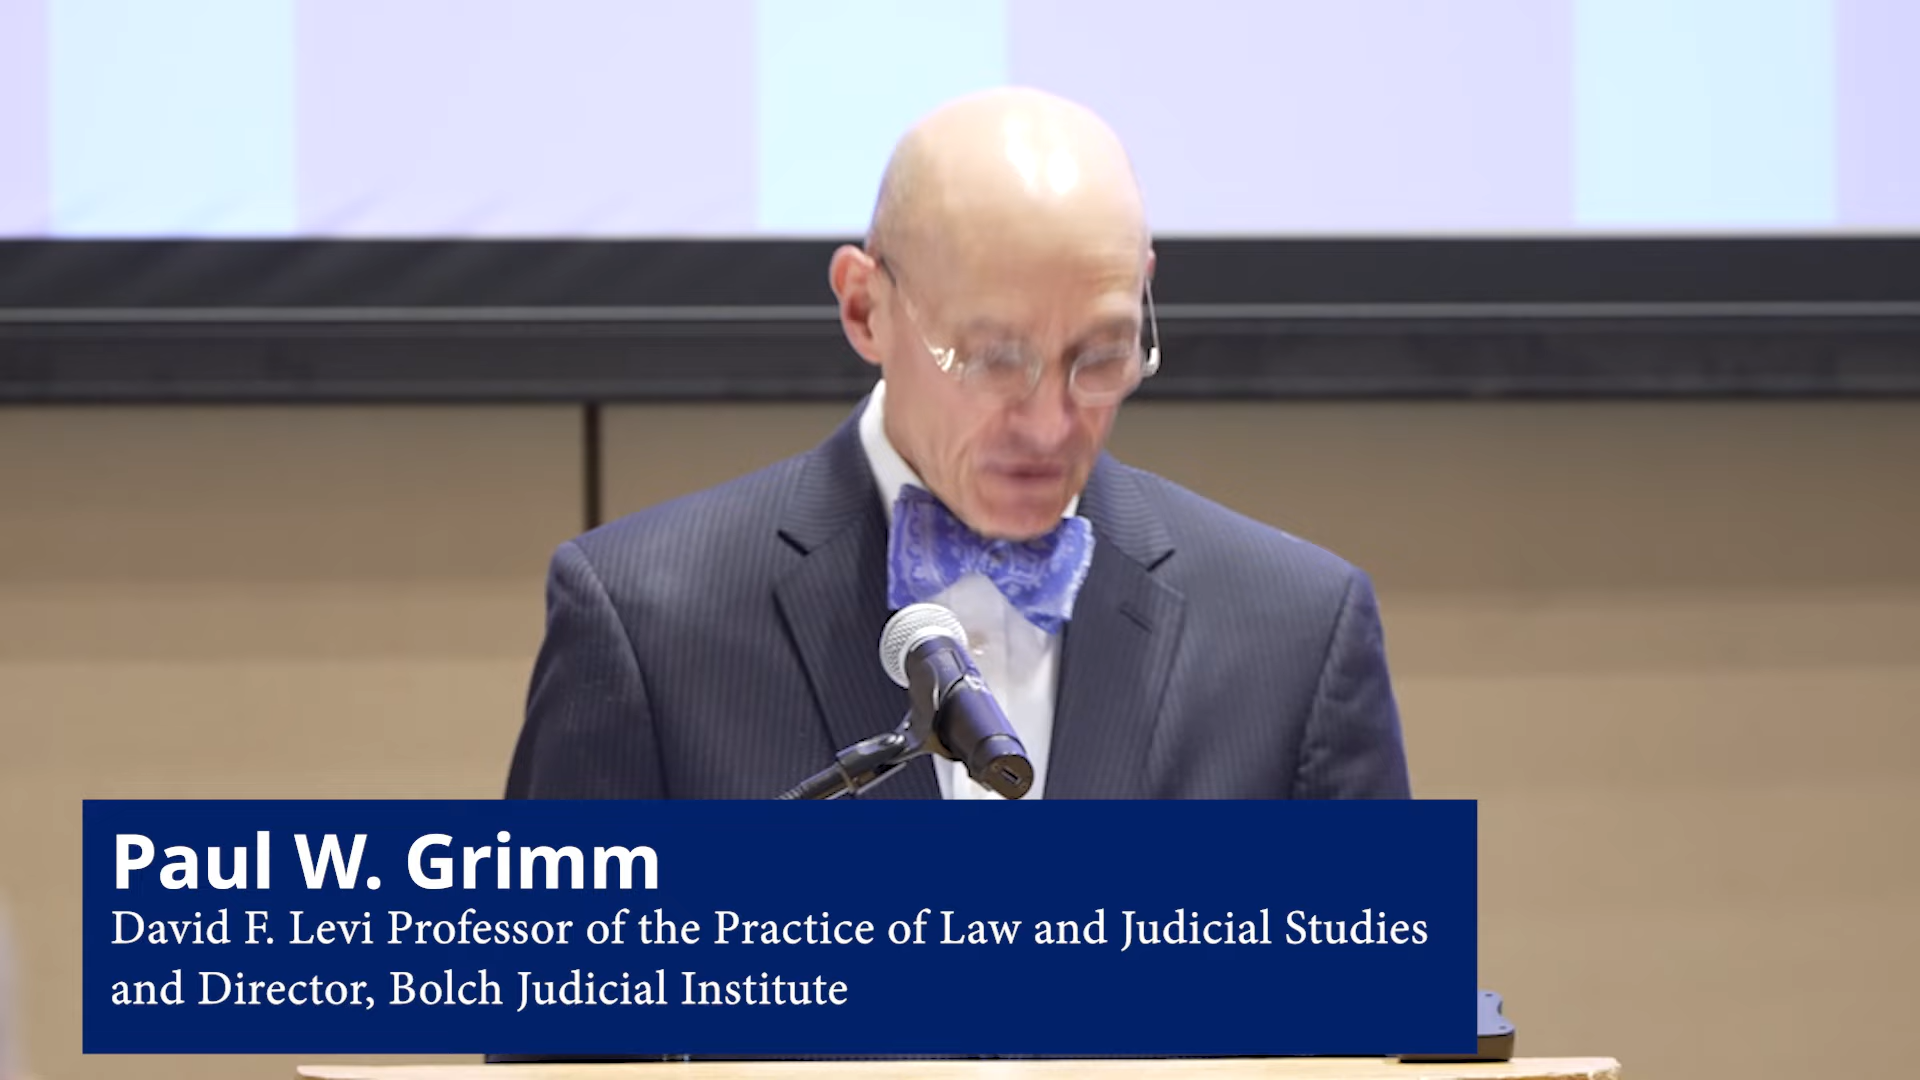 Paul W. Grimm
David F. Levi Professor of the Practice of Law and Judicial Studies
and Director, Bolch Judicial Institute